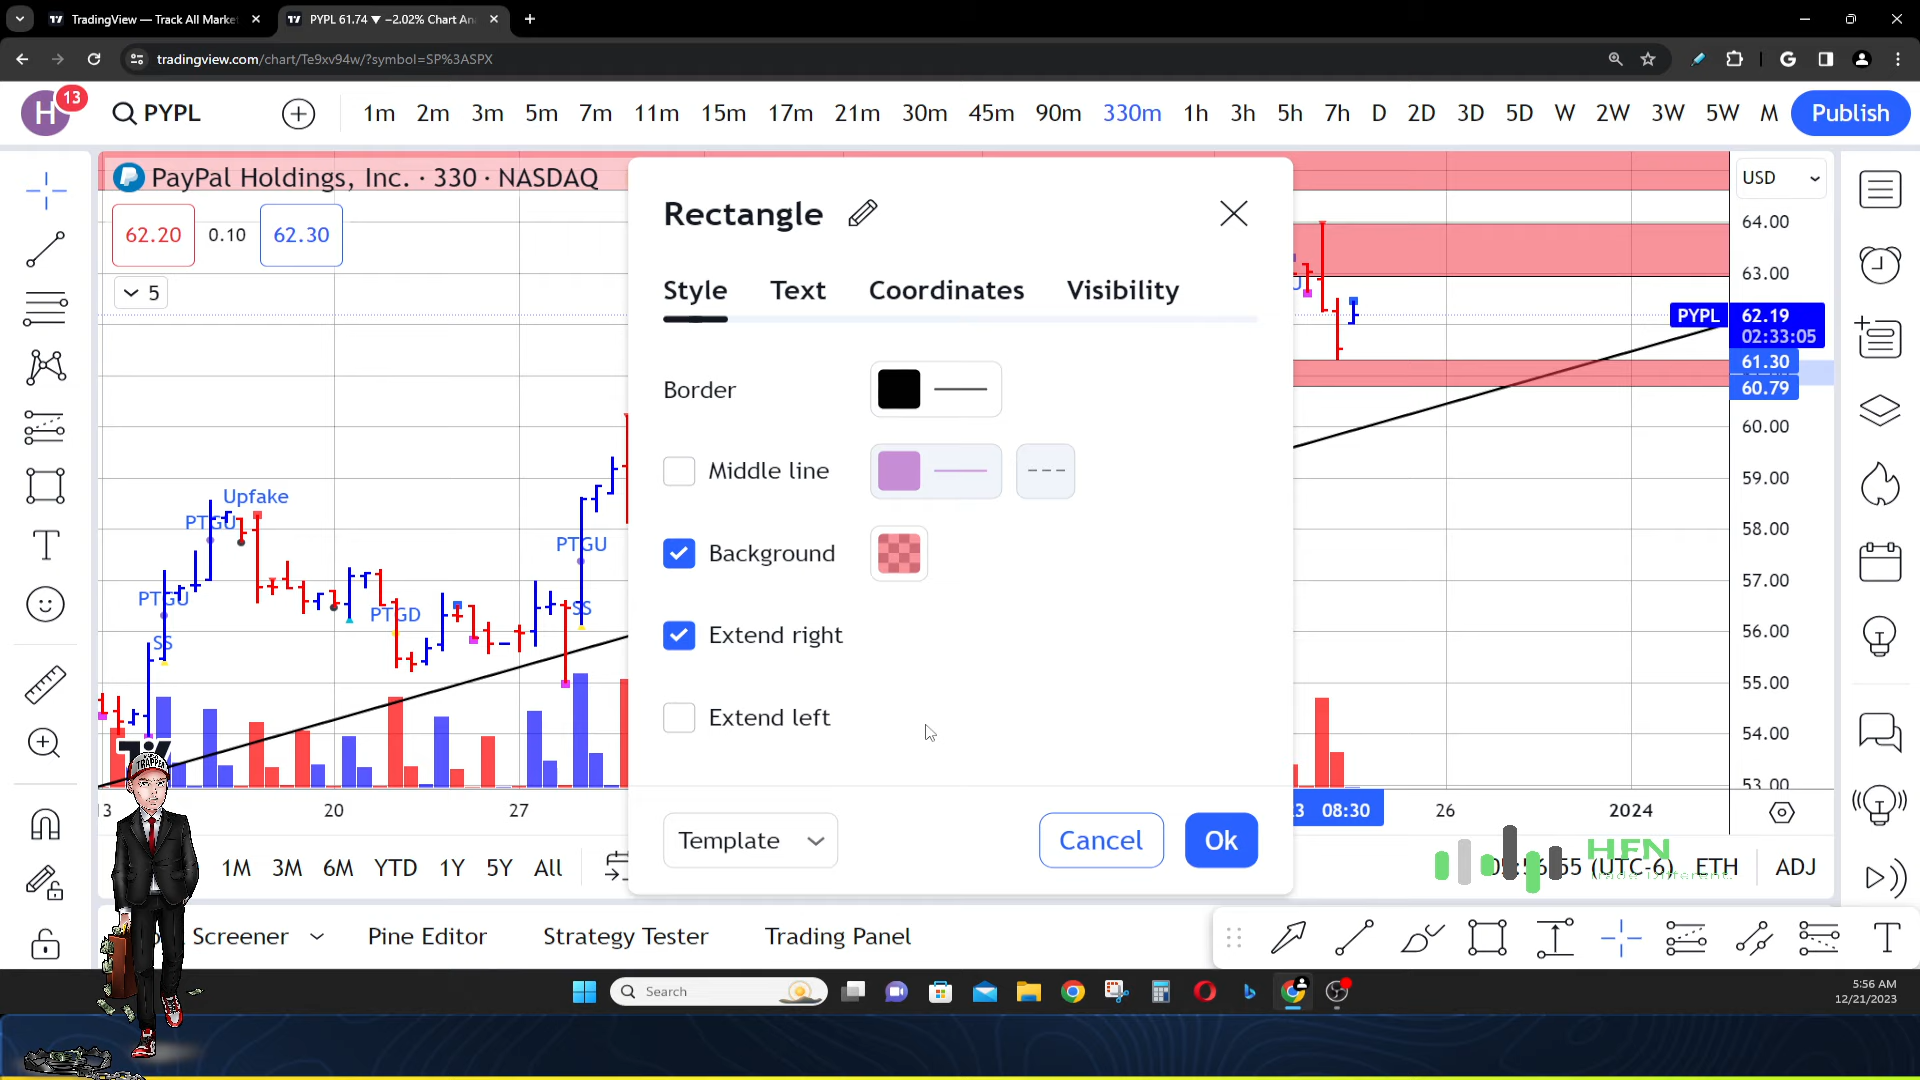 TradingView — Track All Marke
PYPL 61.74 ▼ −2.02% Chart An
tradingview.com/chart/Te9xv94w/?symbol=SP%3ASPX
H
13
PYPL
1m 2m 3m 5m 7m 11m 15m 17m 21m 30m 45m 90m 330m 1h 3h 5h 7h D 2D 3D 5D W 2W 3W 5W M
Publish
PayPal Holdings, Inc. · 330 · NASDAQ
62.20 0.10 62.30
5
USD
64.00
63.00
PYPL 62.19
02:33:05
61.30
60.79
60.00
59.00
58.00
57.00
56.00
55.00
54.00
53.00
Upfake
PTGU
PTGU
SS
PTGD
PTGU
SS
Rectangle
Style Text Coordinates Visibility
Border
Middle line
Background
Extend right
Extend left
Template
Cancel
Ok
20 27
08:30
26 2024
1M 3M 6M YTD 1Y 5Y All
(UTC-6) ETH ADJ
HFN
Trade Different.
TRAPPER
Screener Pine Editor Strategy Tester Trading Panel
Search
5:56 AM
12/21/2023